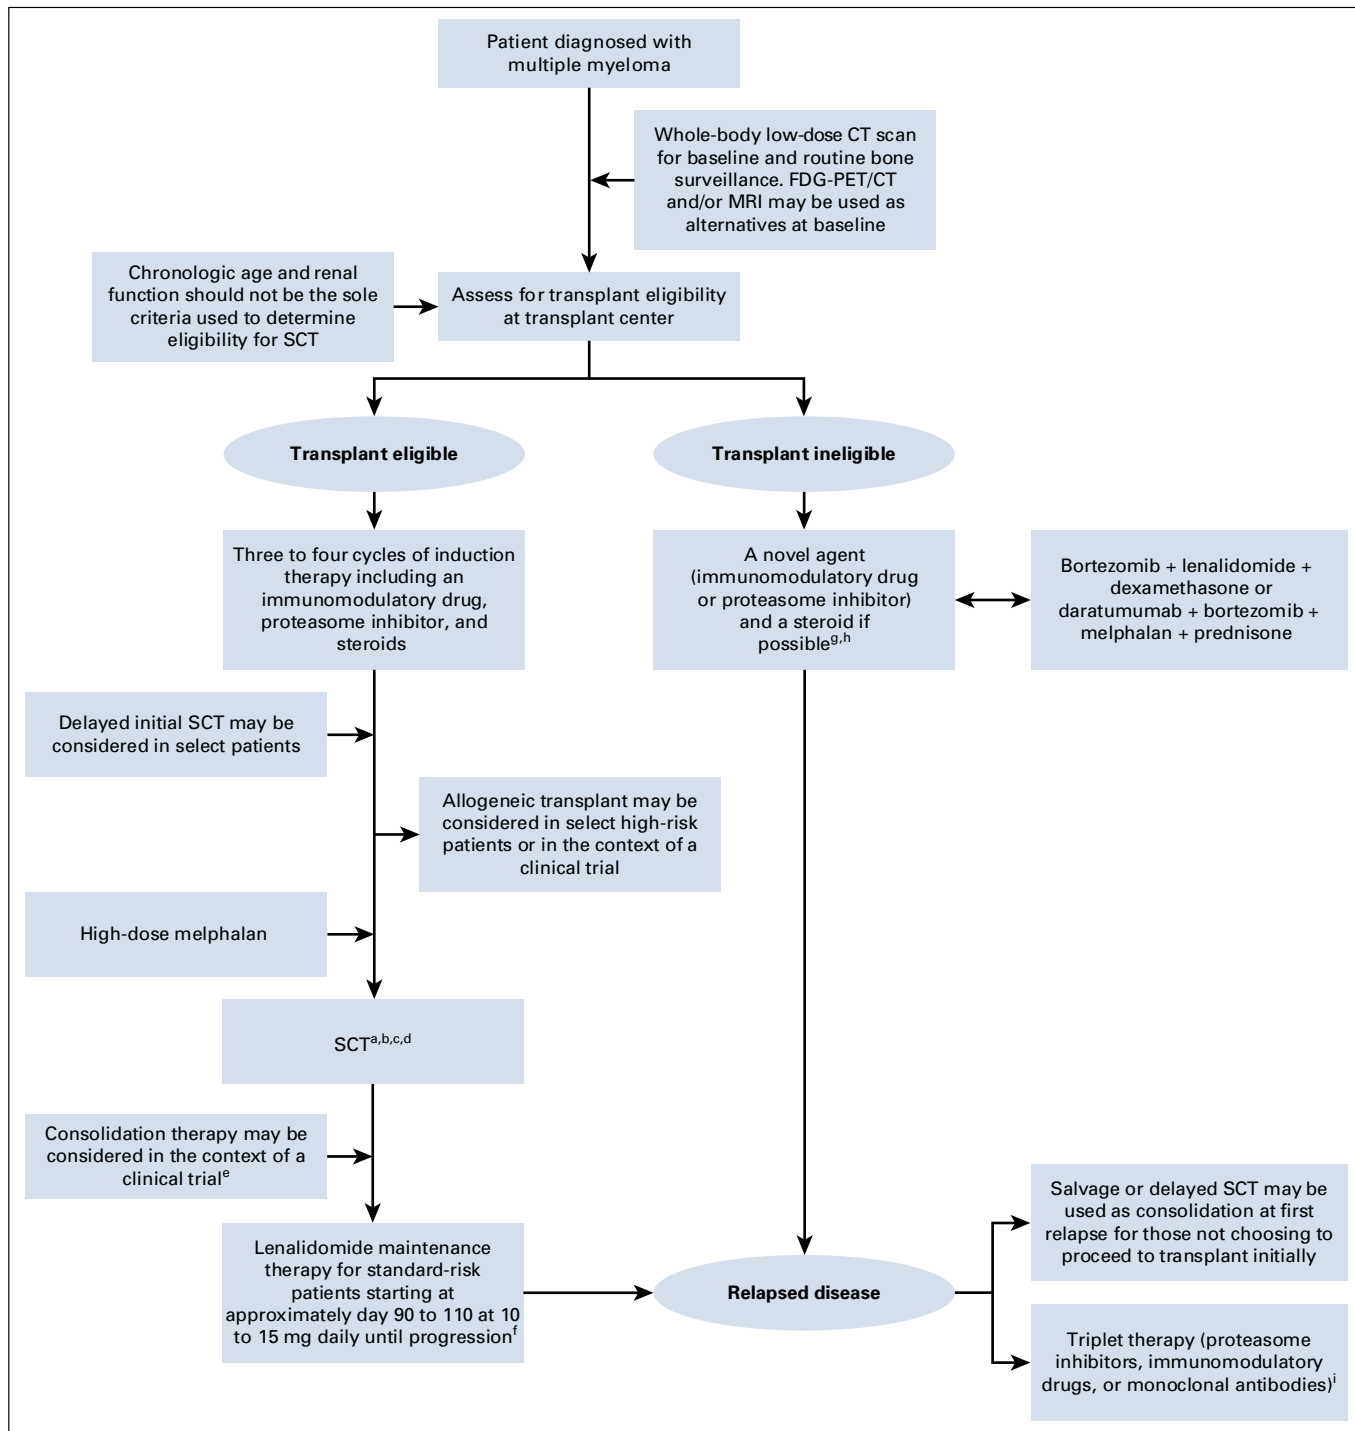 Patient diagnosed with
multiple myeloma
Whole-body low-dose CT scan
for baseline and routine bone
surveillance. FDG-PET/CT
and/or MRI may be used as
alternatives at baseline
Chronologic age and renal
function should not be the sole
criteria used to determine
eligibility for SCT
Assess for transplant eligibility
at transplant center
Transplant eligible
Transplant ineligible
Three to four cycles of induction
therapy including an
immunomodulatory drug,
proteasome inhibitor, and
steroids
A novel agent
(immunomodulatory drug
or proteasome inhibitor)
and a steroid if
possible^g,h
Bortezomib + lenalidomide +
dexamethasone or
daratumumab + bortezomib +
melphalan + prednisone
Delayed initial SCT may be
considered in select patients
Allogeneic transplant may be
considered in select high-risk
patients or in the context of a
clinical trial
High-dose melphalan
SCT^a,b,c,d
Consolidation therapy may be
considered in the context of a
clinical trial^e
Lenalidomide maintenance
therapy for standard-risk
patients starting at
approximately day 90 to 110 at 10
to 15 mg daily until progression^f
Relapsed disease
Salvage or delayed SCT may be
used as consolidation at first
relapse for those not choosing to
proceed to transplant initially
Triplet therapy (proteasome
inhibitors, immunomodulatory
drugs, or monoclonal antibodies)^i